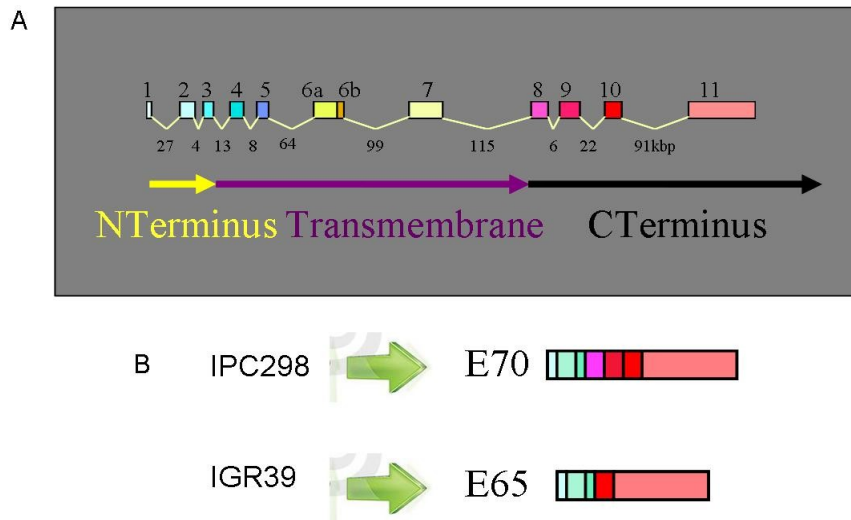 A
1 2 3 4 5 6a 6b 7 8 9 10 11
27 4 13 8 64 99 115 6 22 91kbp
NTerminus Transmembrane CTerminus
B IPC298 E70
IGR39 E65